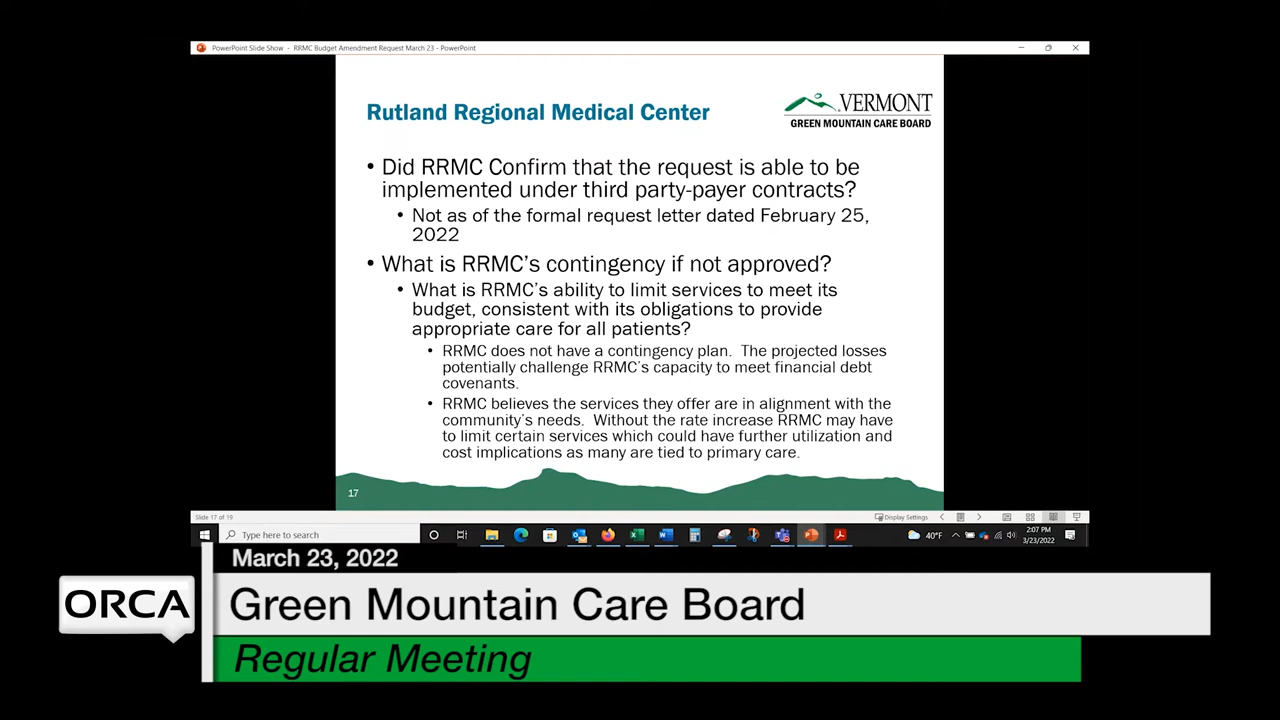 PowerPoint Slide Show - RRMC Budget Amendment Request March 23 - PowerPoint
Rutland Regional Medical Center
VERMONT
GREEN MOUNTAIN CARE BOARD
• Did RRMC Confirm that the request is able to be
implemented under third party-payer contracts?
• Not as of the formal request letter dated February 25,
2022
• What is RRMC's contingency if not approved?
• What is RRMC's ability to limit services to meet its
budget, consistent with its obligations to provide
appropriate care for all patients?
• RRMC does not have a contingency plan. The projected losses
potentially challenge RRMC's capacity to meet financial debt
covenants.
• RRMC believes the services they offer are in alignment with the
community's needs. Without the rate increase RRMC may have
to limit certain services which could have further utilization and
cost implications as many are tied to primary care.
17
Slide 17 of 19
Display Settings
Type here to search
40°F
2:07 PM
3/23/2022
March 23, 2022
ORCA
Green Mountain Care Board
Regular Meeting